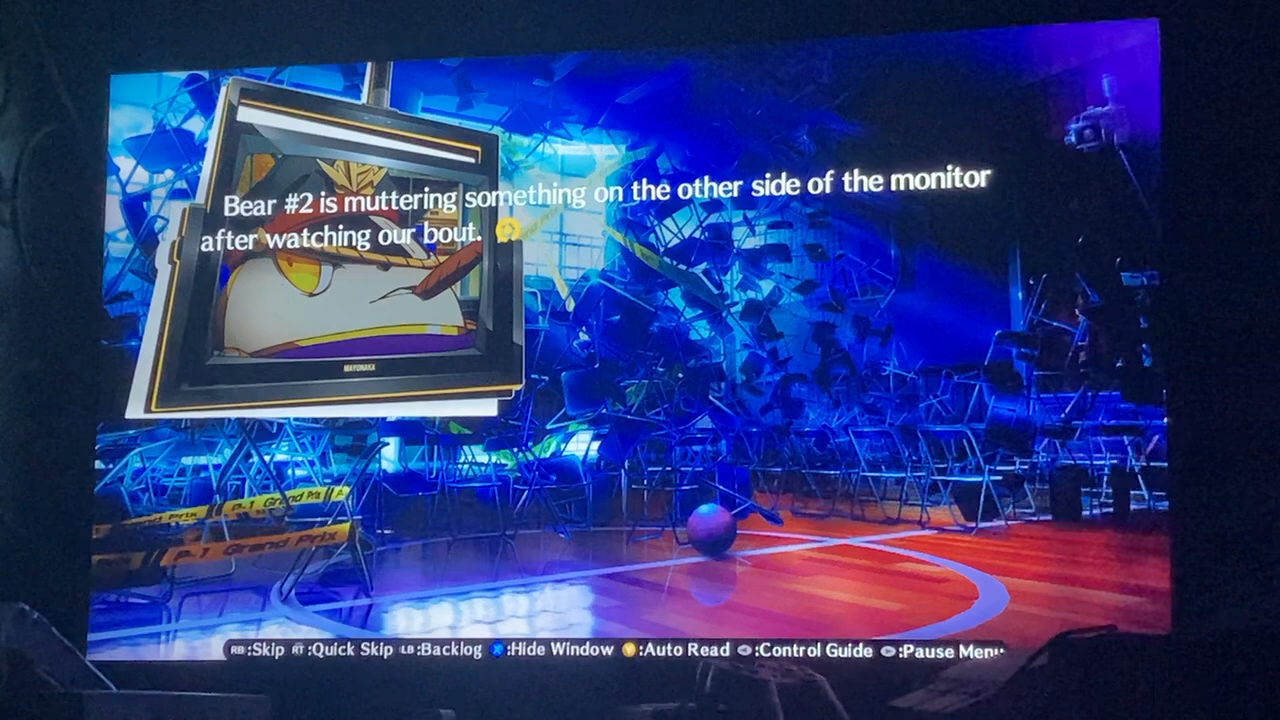 Bear #2 is muttering something on the other side of the monitor
after watching our bout.
MAYONAKA
P-1 Grand Prix
P-1 Grand Prix
RB:Skip RT:Quick Skip LB:Backlog X:Hide Window Y:Auto Read :Control Guide :Pause Menu